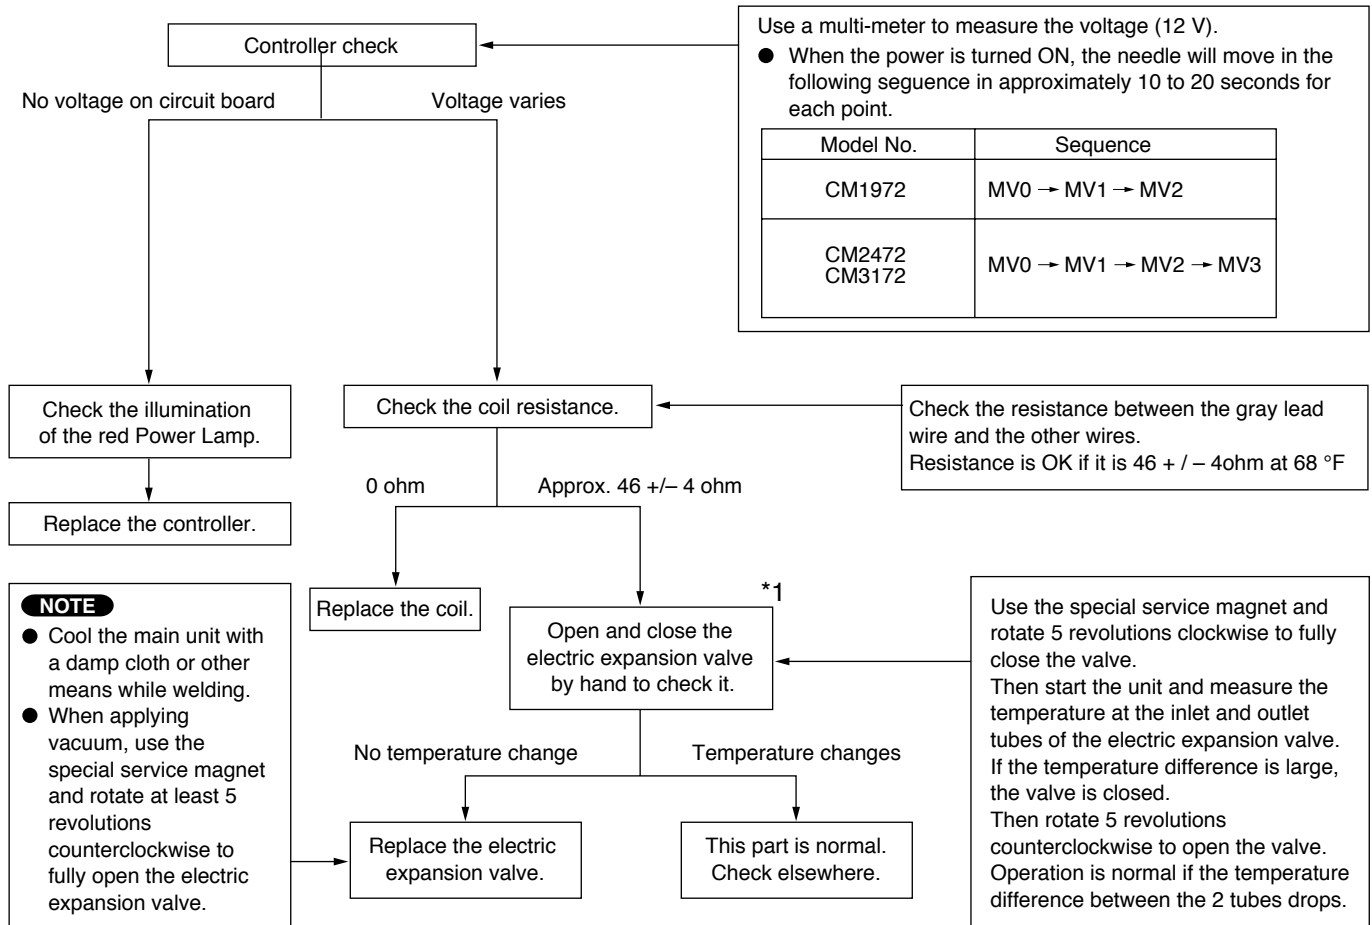 Controller check
Use a multi-meter to measure the voltage (12 V).
● When the power is turned ON, the needle will move in the
following seguence in approximately 10 to 20 seconds for
each point.
Model No.
Sequence
CM1972
MV0 → MV1 → MV2
CM2472
CM3172
MV0 → MV1 → MV2 → MV3
No voltage on circuit board
Voltage varies
Check the illumination
of the red Power Lamp.
Replace the controller.
Check the coil resistance.
Check the resistance between the gray lead
wire and the other wires.
Resistance is OK if it is 46 + / – 4ohm at 68 °F
0 ohm
Approx. 46 +/– 4 ohm
Replace the coil.
*1
Open and close the
electric expansion valve
by hand to check it.
Use the special service magnet and
rotate 5 revolutions clockwise to fully
close the valve.
Then start the unit and measure the
temperature at the inlet and outlet
tubes of the electric expansion valve.
If the temperature difference is large,
the valve is closed.
Then rotate 5 revolutions
counterclockwise to open the valve.
Operation is normal if the temperature
difference between the 2 tubes drops.
No temperature change
Temperature changes
NOTE
● Cool the main unit with
a damp cloth or other
means while welding.
● When applying
vacuum, use the
special service magnet
and rotate at least 5
revolutions
counterclockwise to
fully open the electric
expansion valve.
Replace the electric
expansion valve.
This part is normal.
Check elsewhere.